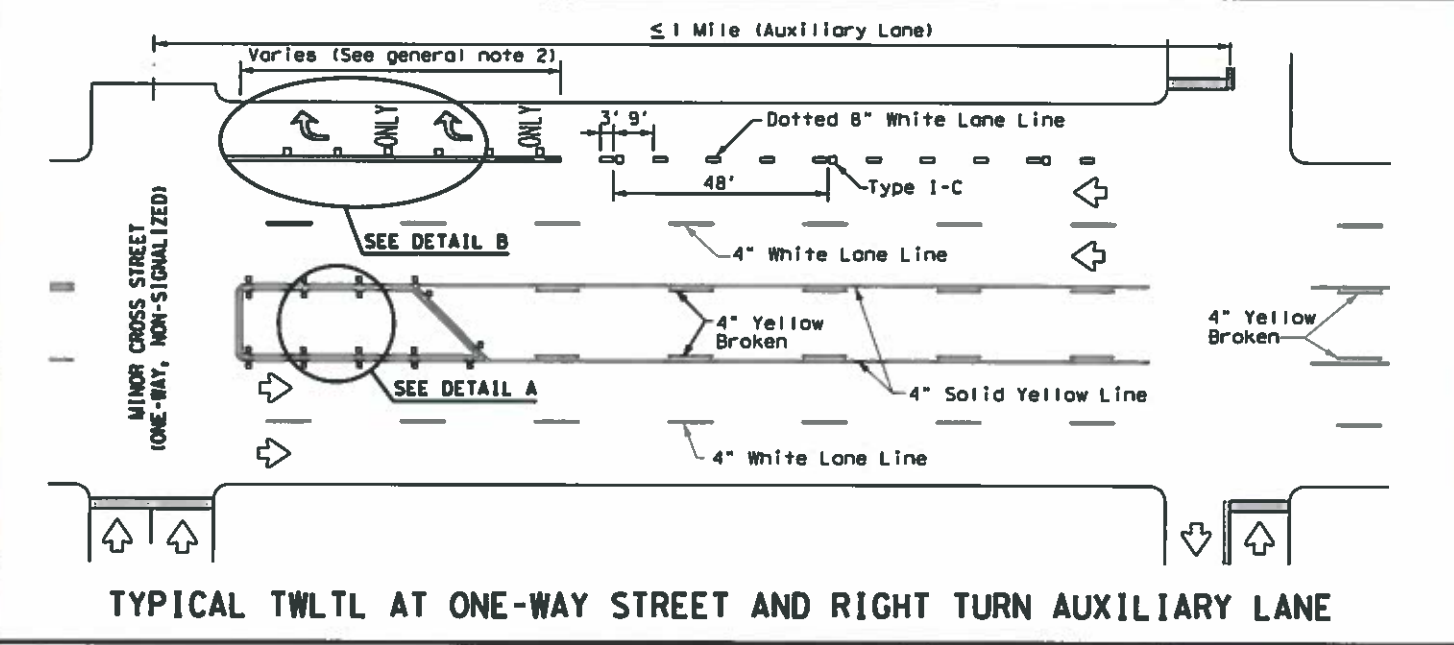 ≤ 1 Mile (Auxiliary Lane)
Varies (See general note 2)
ONLY
ONLY
3' 9'
Dotted 8" White Lane Line
48'
Type I-C
SEE DETAIL B
4" White Lane Line
MINOR CROSS STREET
(ONE-WAY, NON-SIGNALIZED)
4" Yellow
Broken
4" Yellow
Broken
SEE DETAIL A
4" Solid Yellow Line
4" White Lane Line
TYPICAL TWLTL AT ONE-WAY STREET AND RIGHT TURN AUXILIARY LANE